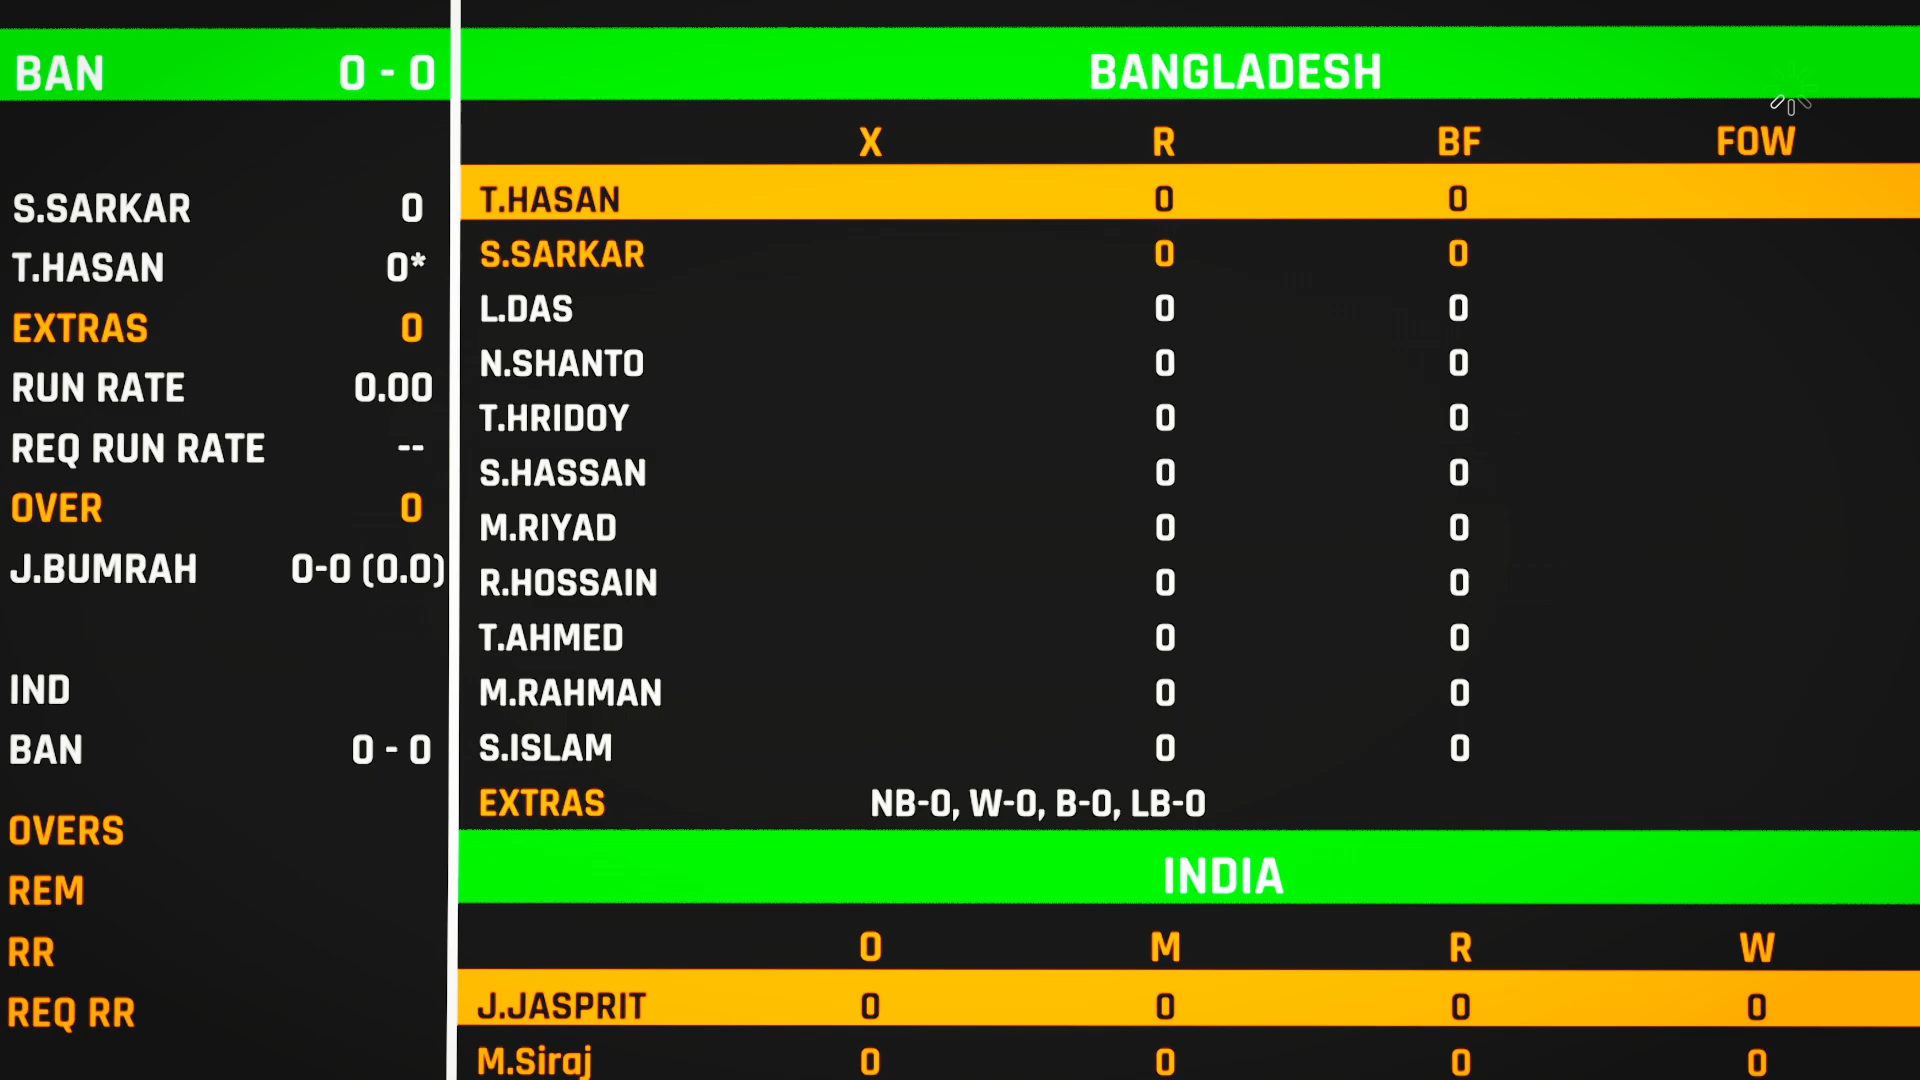 BAN 0 - 0
S.SARKAR 0
T.HASAN 0*
EXTRAS 0
RUN RATE 0.00
REQ RUN RATE --
OVER 0
J.BUMRAH 0-0 (0.0)
IND
BAN 0 - 0
OVERS
REM
RR
REQ RR
BANGLADESH
X R BF FOW
T.HASAN 0 0
S.SARKAR 0 0
L.DAS 0 0
N.SHANTO 0 0
T.HRIDOY 0 0
S.HASSAN 0 0
M.RIYAD 0 0
R.HOSSAIN 0 0
T.AHMED 0 0
M.RAHMAN 0 0
S.ISLAM 0 0
EXTRAS NB-0, W-0, B-0, LB-0
INDIA
O M R W
J.JASPRIT 0 0 0 0
M.Siraj 0 0 0 0